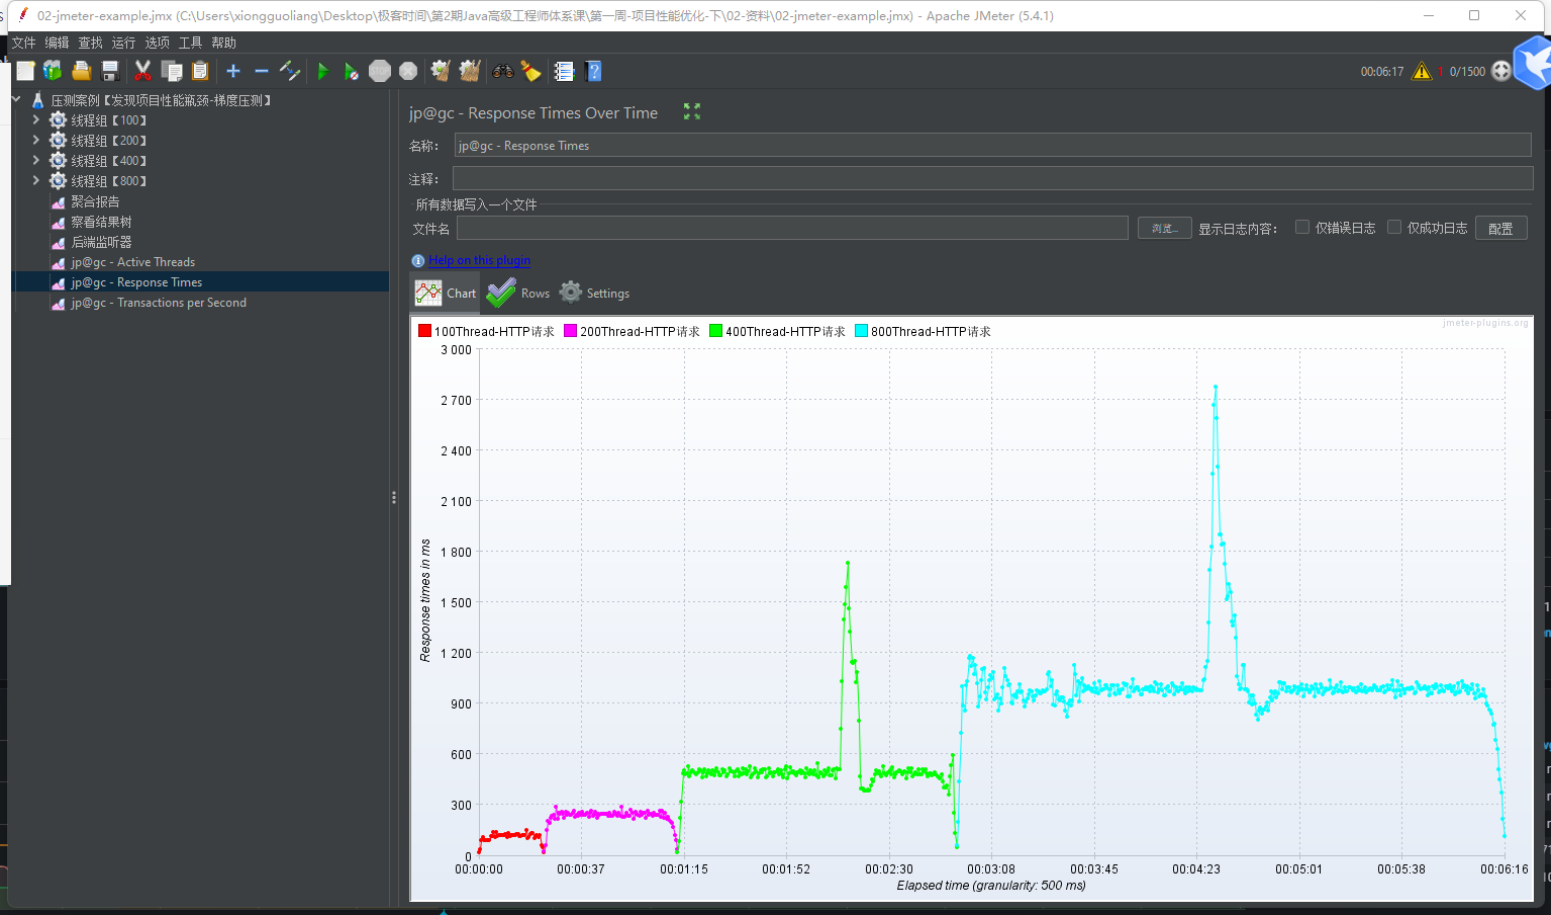 02-jmeter-example.jmx (C:\Users\xiongguoliang\Desktop\极客时间\第2期Java高级工程师体系课\第一周-项目性能优化-下\02-资料\02-jmeter-example.jmx) - Apache JMeter (5.4.1)
文件 编辑 查找 运行 选项 工具 帮助
00:06:17 1 0/1500
压测案例【发现项目性能瓶颈-梯度压测】
线程组【100】
线程组【200】
线程组【400】
线程组【800】
聚合报告
察看结果树
后端监听器
jp@gc - Active Threads
jp@gc - Response Times
jp@gc - Transactions per Second
jp@gc - Response Times Over Time
名称: jp@gc - Response Times
注释:
所有数据写入一个文件
文件名 浏览... 显示日志内容: 仅错误日志 仅成功日志 配置
Help on this plugin
Chart Rows Settings
jmeter-plugins.org
100Thread-HTTP请求 200Thread-HTTP请求 400Thread-HTTP请求 800Thread-HTTP请求
3 000
2 700
2 400
2 100
1 800
1 500
1 200
900
600
300
0
Response times in ms
00:00:00 00:00:37 00:01:15 00:01:52 00:02:30 00:03:08 00:03:45 00:04:23 00:05:01 00:05:38 00:06:16
Elapsed time (granularity: 500 ms)